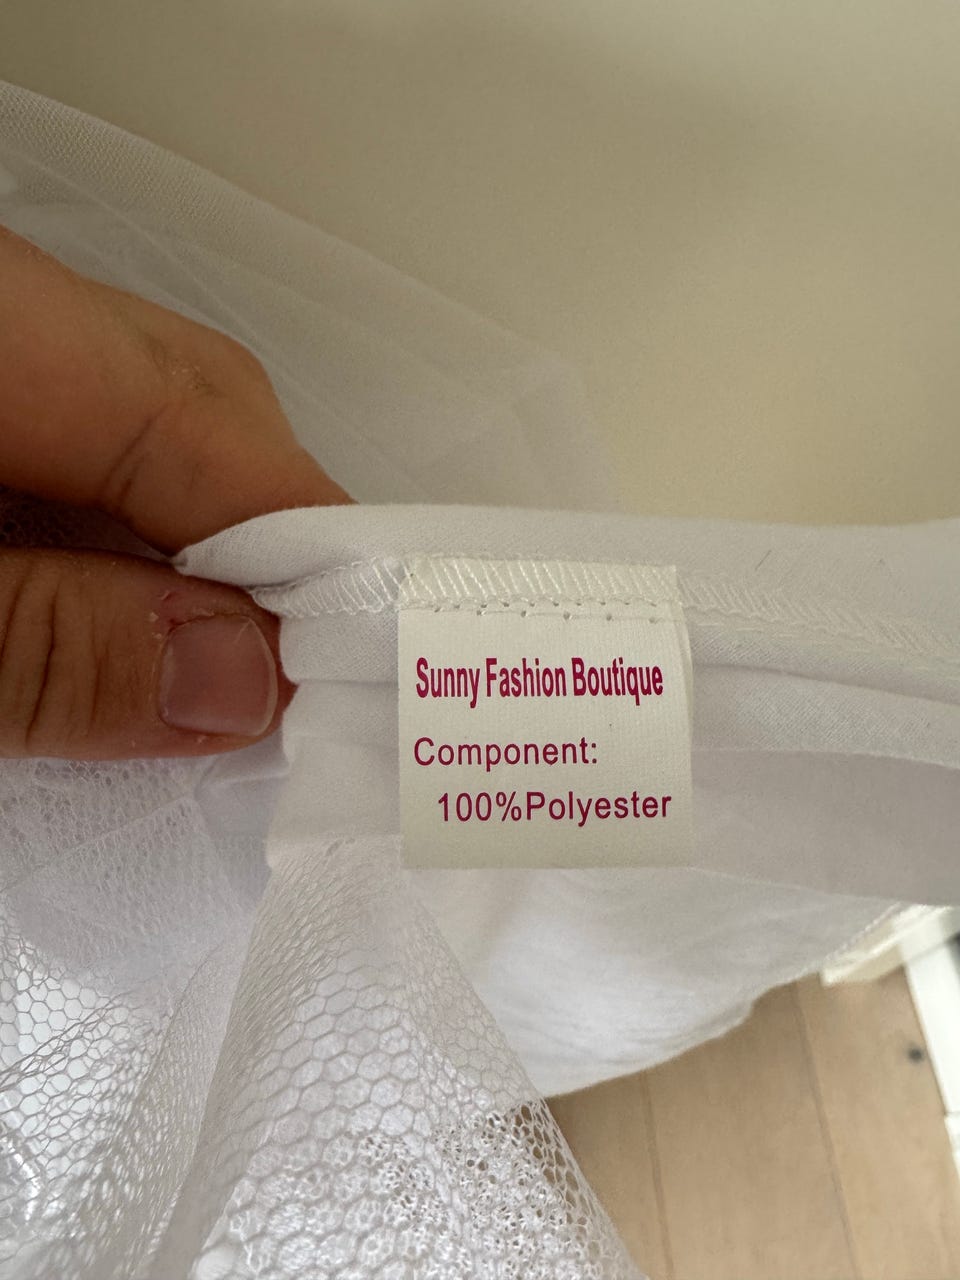 Sunny Fashion Boutique
Component:
100%Polyester